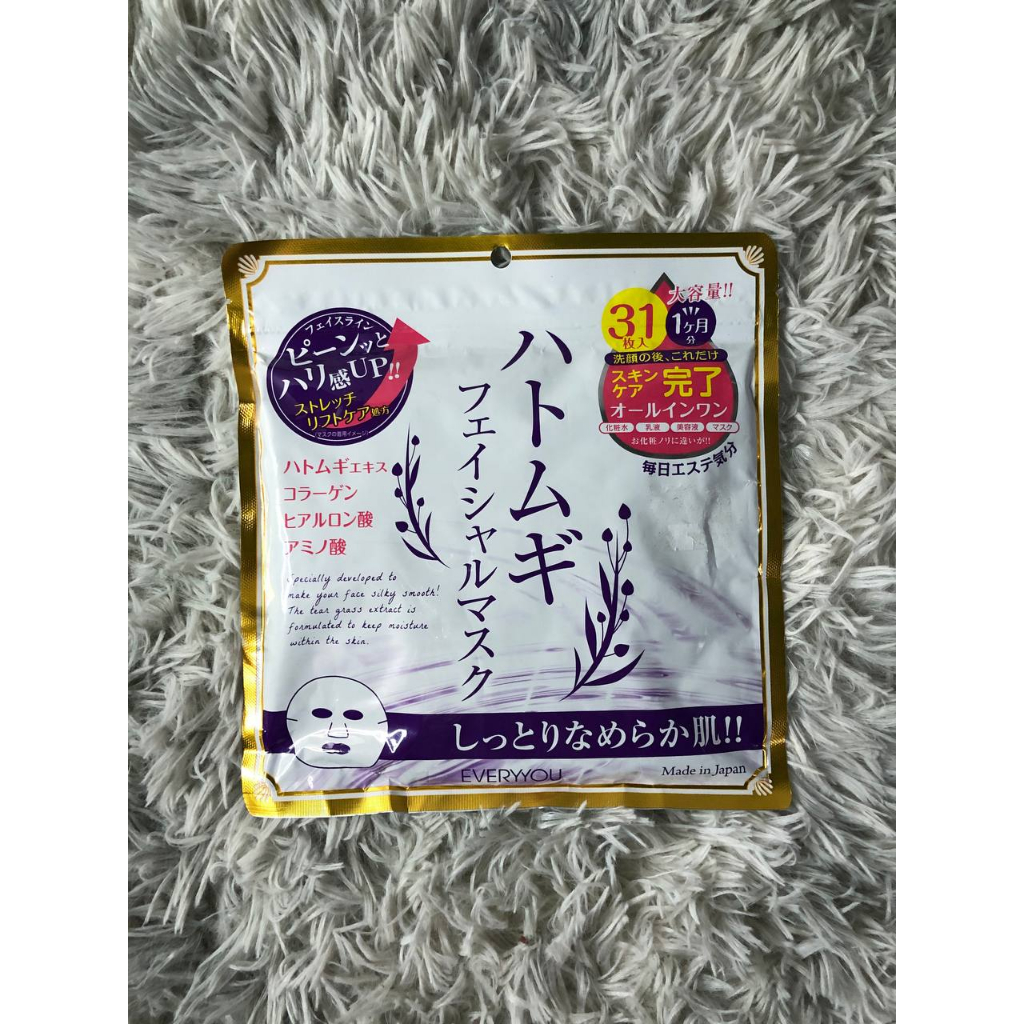 フェイスライン
ピーンッと
ハリ感UP!!
ストレッチ
リフトケア処方
大容量!!
31枚入
1ヶ月分
洗顔の後、これだけ
スキンケア 完了
オールインワン
化粧水 乳液 美容液 マスク
お化粧ノリに違いが!!
毎日エステ気分
ハトムギ
フェイシャルマスク
ハトムギエキス
コラーゲン
ヒアルロン酸
アミノ酸
Specially developed to
make your face silky smooth!
The tear grass extract is
formulated to keep moisture
within the skin.
しっとりなめらか肌!!
EVERYYOU
Made in Japan